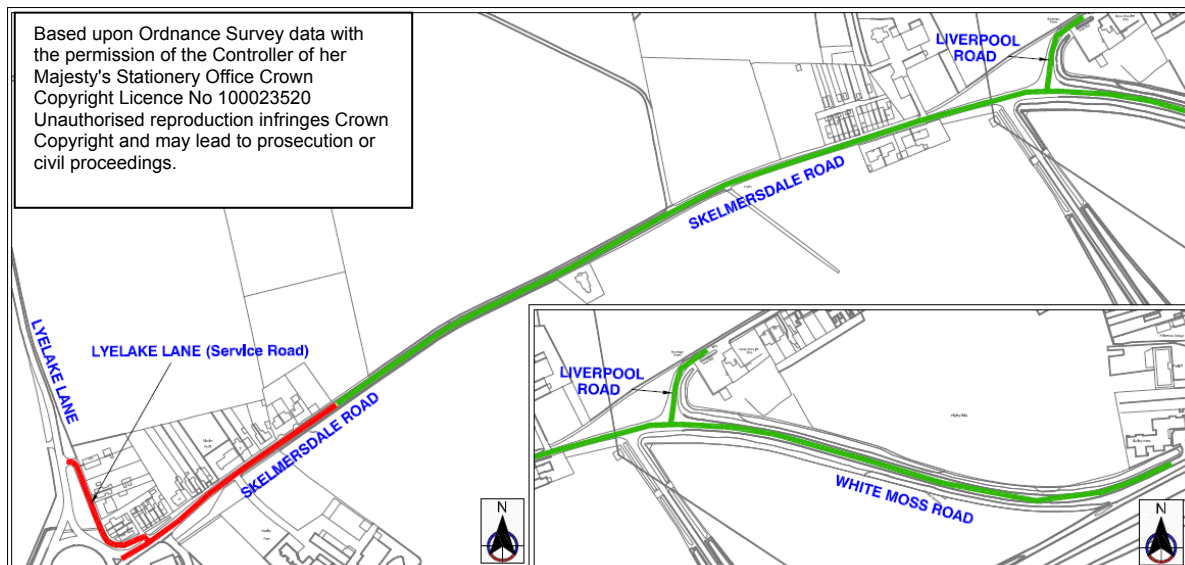 Based upon Ordnance Survey data with
the permission of the Controller of her
Majesty's Stationery Office Crown
Copyright Licence No 100023520
Unauthorised reproduction infringes Crown
Copyright and may lead to prosecution or
civil proceedings.
LIVERPOOL
ROAD
SKELMERSDALE ROAD
LYELAKE LANE
LYELAKE LANE (Service Road)
SKELMERSDALE ROAD
N
LIVERPOOL
ROAD
WHITE MOSS ROAD
N